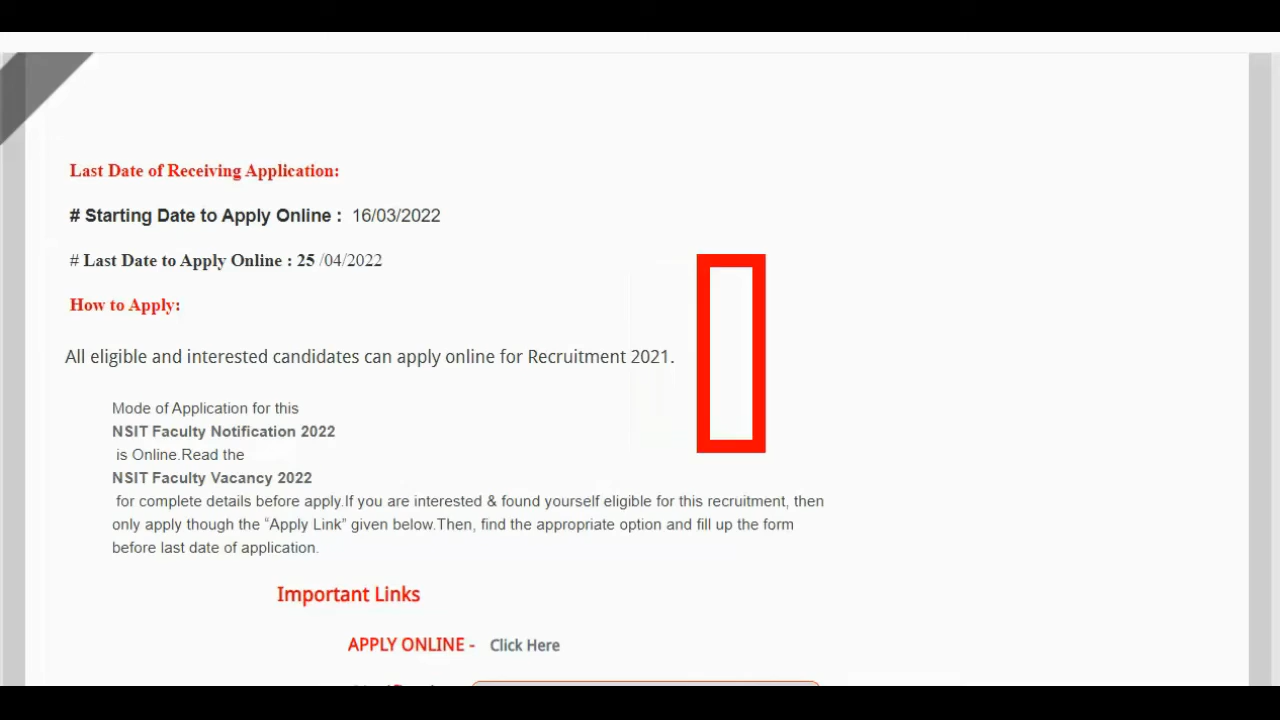 Last Date of Receiving Application:
# Starting Date to Apply Online :  16/03/2022
# Last Date to Apply Online : 25 /04/2022
How to Apply:
All eligible and interested candidates can apply online for Recruitment 2021.
Mode of Application for this
NSIT Faculty Notification 2022
is Online.Read the
NSIT Faculty Vacancy 2022
for complete details before apply.If you are interested & found yourself eligible for this recruitment, then
only apply though the “Apply Link” given below.Then, find the appropriate option and fill up the form
before last date of application.
Important Links
APPLY ONLINE -  Click Here